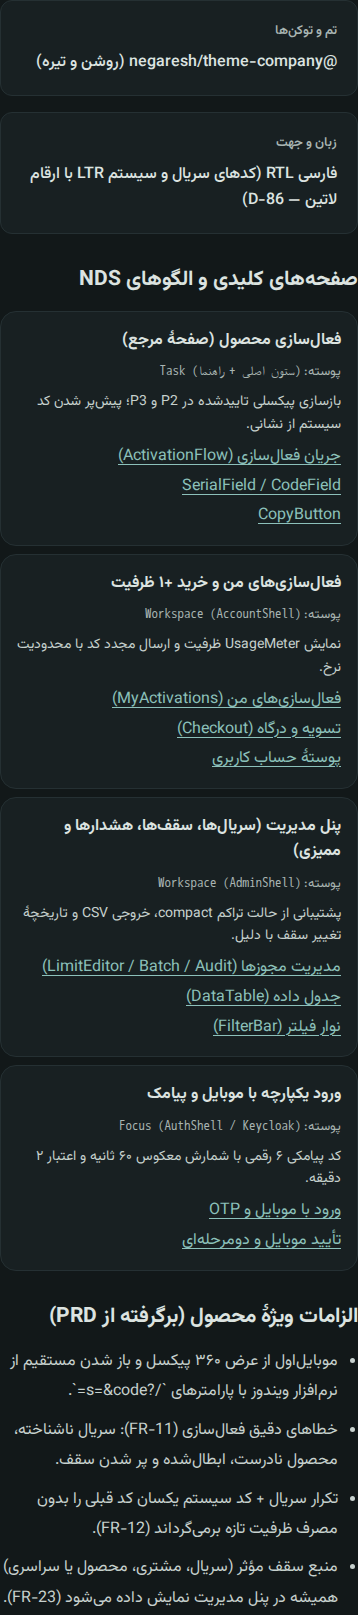 تم و توکن‌ها
@negaresh/theme-company (روشن و تیره)
زبان و جهت
فارسی RTL (کدهای سریال و سیستم LTR با ارقام
لاتین — D-86)
صفحه‌های کلیدی و الگوهای NDS
فعال‌سازی محصول (صفحهٔ مرجع)
پوسته: Task (ستون اصلی + راهنما)
بازسازی پیکسلی تاییدشده در P2 و P3؛ پیش‌پر شدن کد
سیستم از نشانی.
جریان فعال‌سازی (ActivationFlow)
SerialField / CodeField
CopyButton
فعال‌سازی‌های من و خرید +۱ ظرفیت
پوسته: Workspace (AccountShell)
نمایش UsageMeter ظرفیت و ارسال مجدد کد با محدودیت
نرخ.
فعال‌سازی‌های من (MyActivations)
تسویه و درگاه (Checkout)
پوستهٔ حساب کاربری
پنل مدیریت (سریال‌ها، سقف‌ها، هشدارها و
ممیزی)
پوسته: Workspace (AdminShell)
پشتیبانی از حالت تراکم compact، خروجی CSV و تاریخچهٔ
تغییر سقف با دلیل.
مدیریت مجوزها (LimitEditor / Batch / Audit)
جدول داده (DataTable)
نوار فیلتر (FilterBar)
ورود یکپارچه با موبایل و پیامک
پوسته: Focus (AuthShell / Keycloak)
کد پیامکی ۶ رقمی با شمارش معکوس ۶۰ ثانیه و اعتبار ۲
دقیقه.
ورود با موبایل و OTP
تأیید موبایل و دومرحله‌ای
الزامات ویژهٔ محصول (برگرفته از PRD)
• موبایل‌اول از عرض ۳۶۰ پیکسل و باز شدن مستقیم از
نرم‌افزار ویندوز با پارامترهای `/?s=&code=`.
• خطاهای دقیق فعال‌سازی (FR-11): سریال ناشناخته،
محصول نادرست، ابطال‌شده و پر شدن سقف.
• تکرار سریال + کد سیستم یکسان کد قبلی را بدون
مصرف ظرفیت تازه برمی‌گرداند (FR-12).
• منبع سقف مؤثر (سریال، مشتری، محصول یا سراسری)
همیشه در پنل مدیریت نمایش داده می‌شود (FR-23).